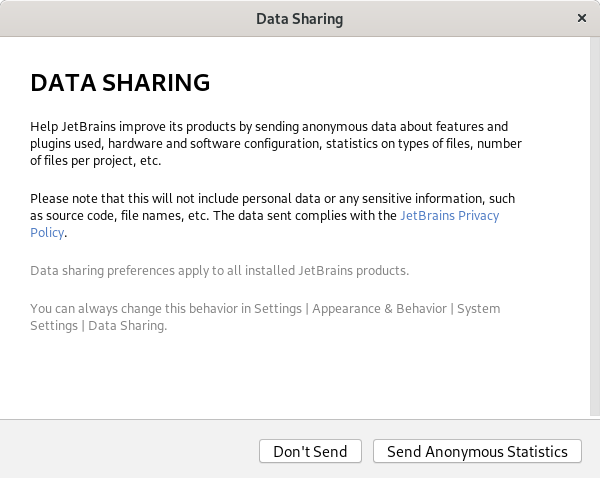 Data Sharing
×
DATA SHARING
Help JetBrains improve its products by sending anonymous data about features and
plugins used, hardware and software configuration, statistics on types of files, number
of files per project, etc.
Please note that this will not include personal data or any sensitive information, such
as source code, file names, etc. The data sent complies with the JetBrains Privacy
Policy.
Data sharing preferences apply to all installed JetBrains products.
You can always change this behavior in Settings | Appearance & Behavior | System
Settings | Data Sharing.
Don't Send
Send Anonymous Statistics